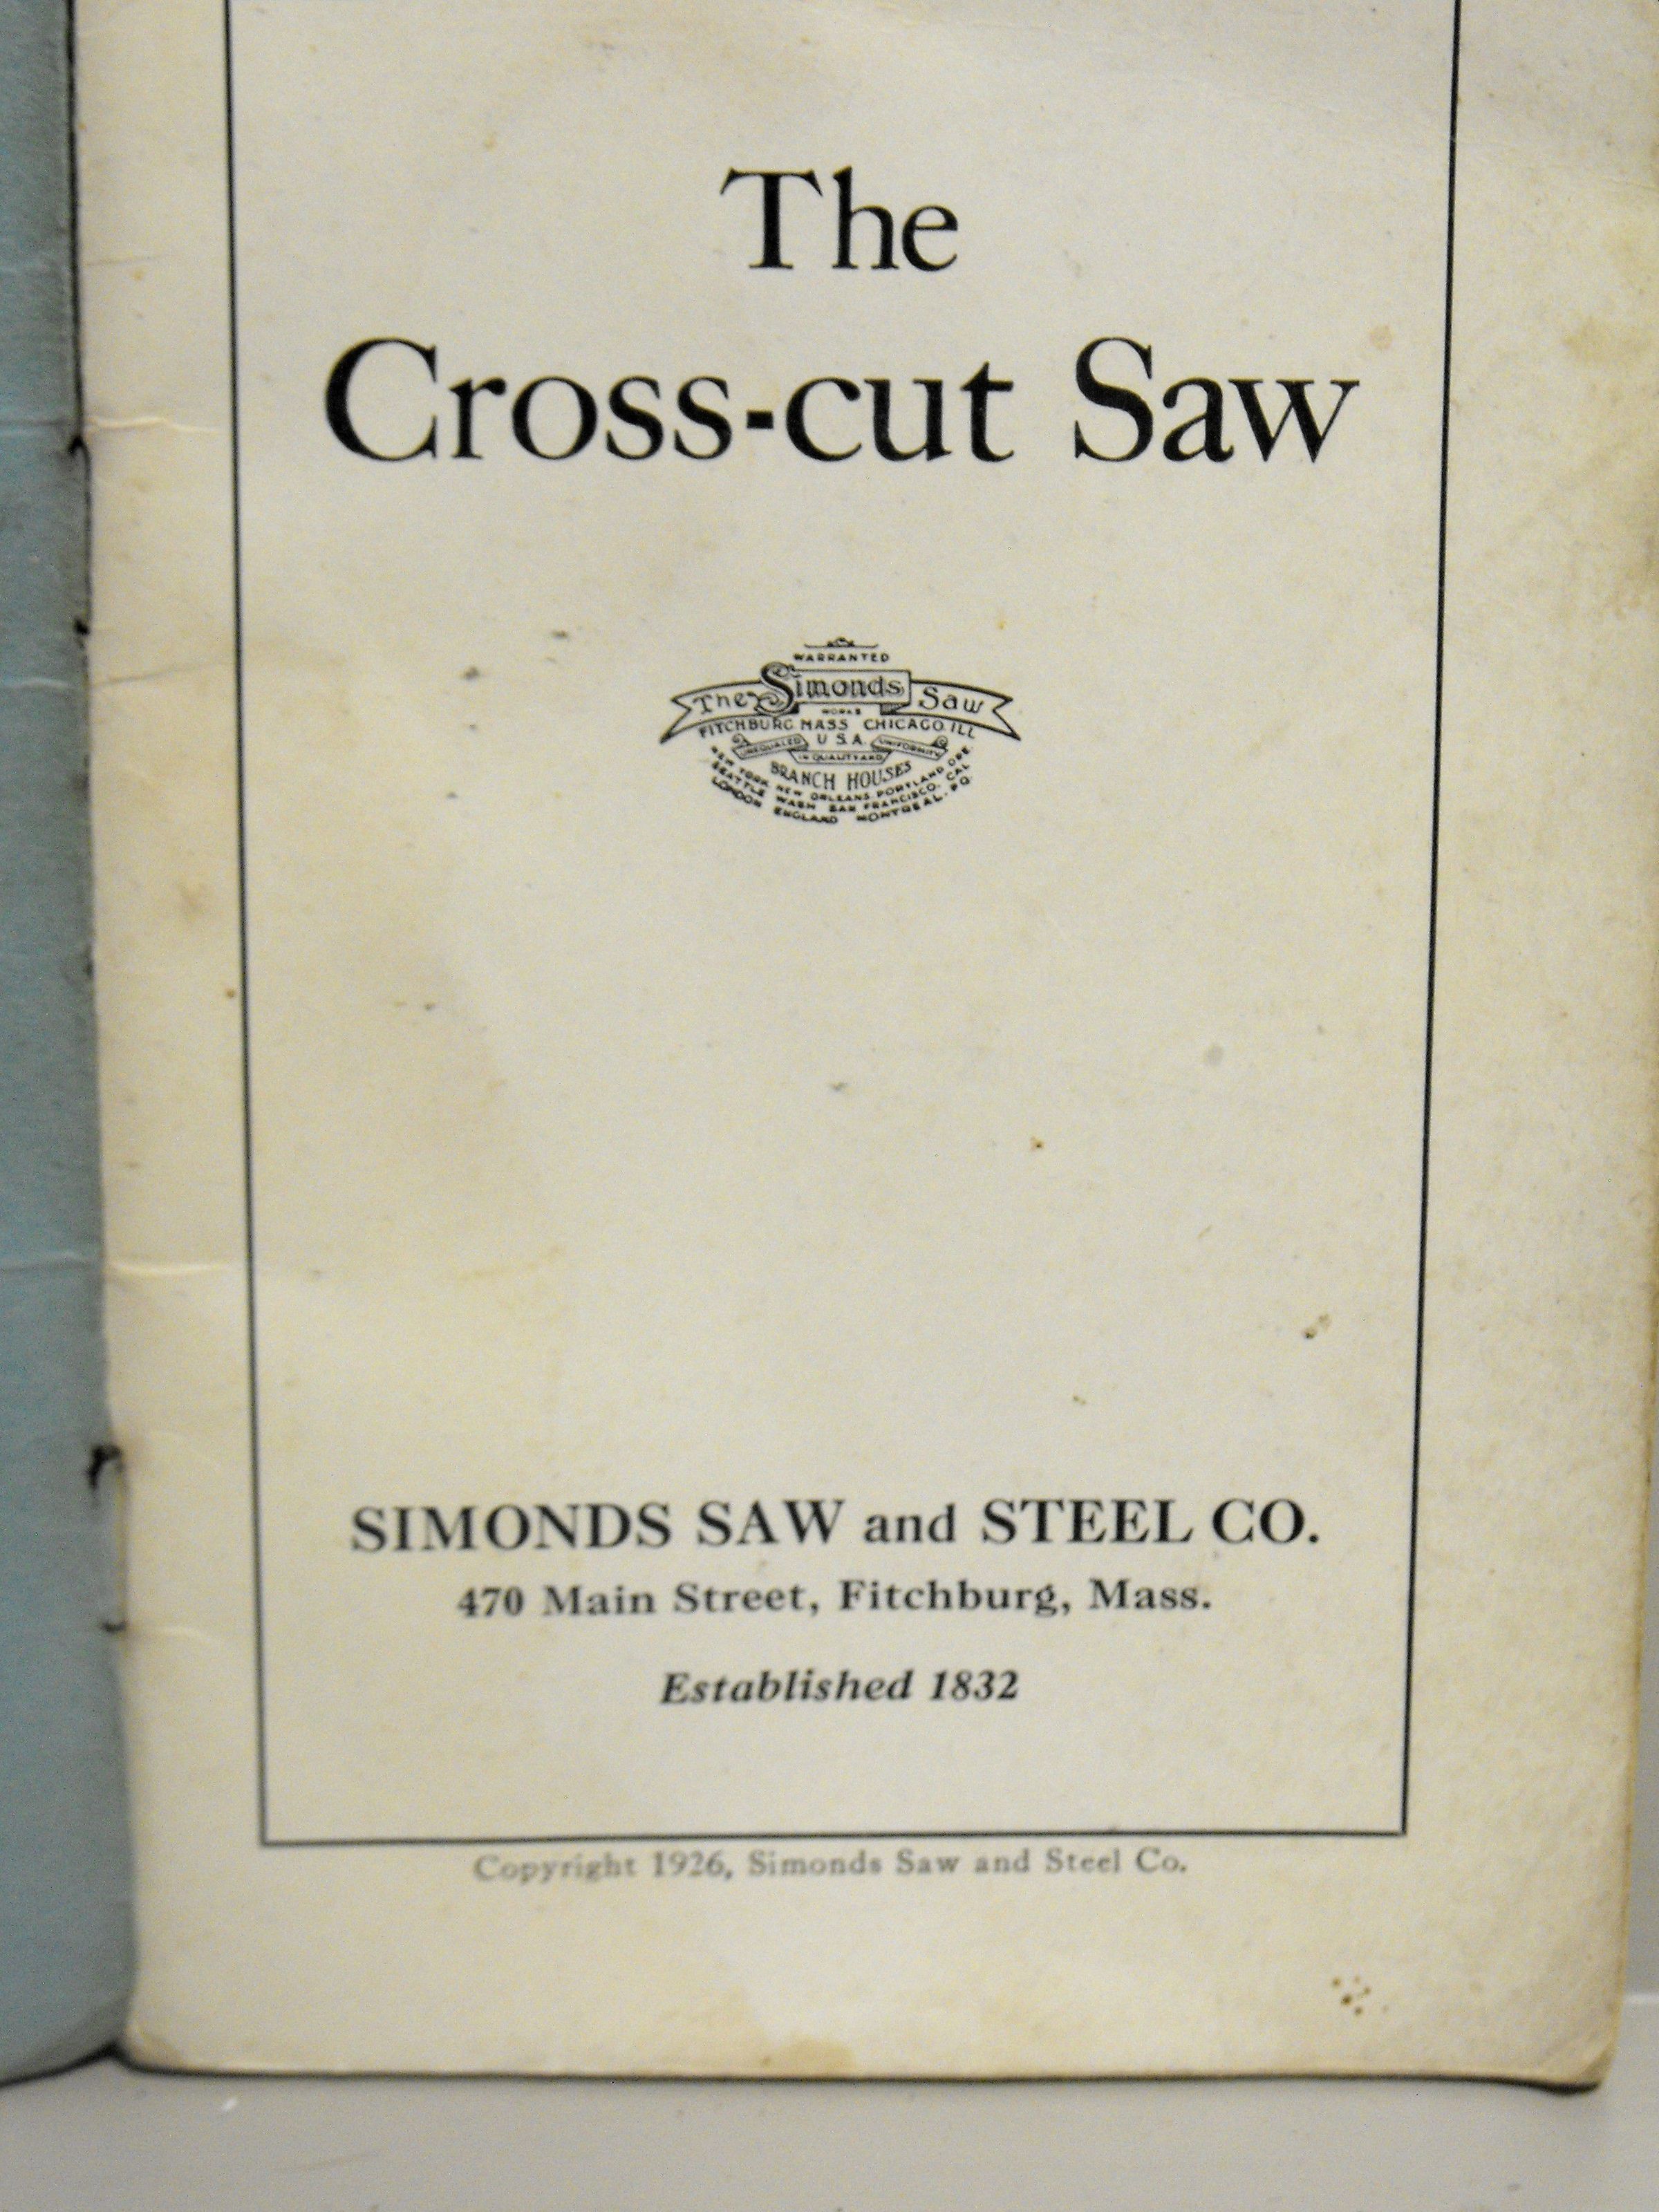 The
Cross-cut Saw
WARRANTED
The Simonds Saw
WORKS
FITCHBURG MASS CHICAGO, ILL
U S A
UNEQUALED UNIFORMITY
IN QUALITY AND
BRANCH HOUSES
NEW YORK NEW ORLEANS PORTLAND ORE
SEATTLE WASH SAN FRANCISCO, CAL
LONDON ENGLAND MONTREAL, PQ
SIMONDS SAW and STEEL CO.
470 Main Street, Fitchburg, Mass.
Established 1832
Copyright 1926, Simonds Saw and Steel Co.